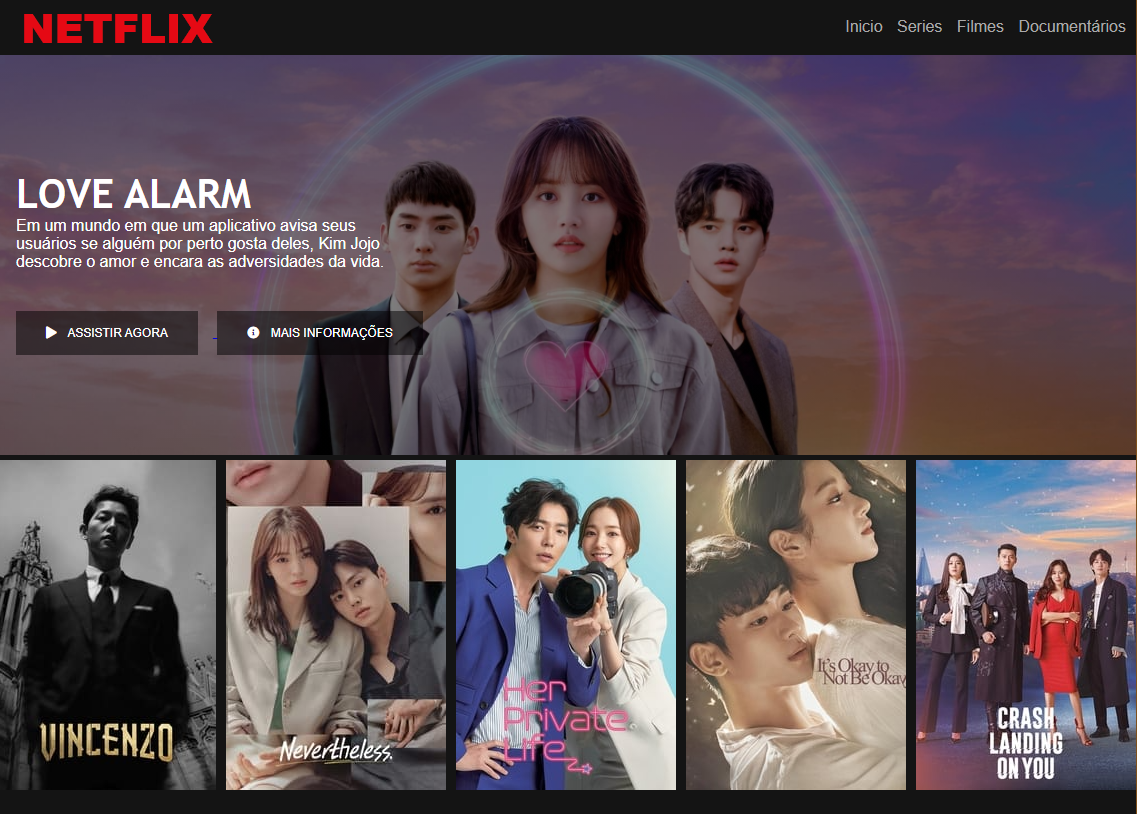 NETFLIX
Inicio Series Filmes Documentários
LOVE ALARM
Em um mundo em que um aplicativo avisa seus
usuários se alguém por perto gosta deles, Kim Jojo
descobre o amor e encara as adversidades da vida.
ASSISTIR AGORA
MAIS INFORMAÇÕES
VINCENZO
Nevertheless,
Her
Private
Life
It's Okay to
Not Be Okay
CRASH
LANDING
ON YOU